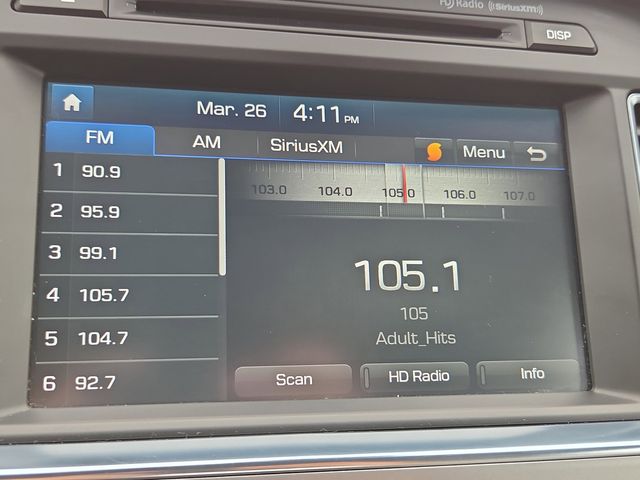 HD Radio (SiriusXM)
DISP
Mar. 26 4:11 PM
FM AM SiriusXM Menu
1 90.9
2 95.9
3 99.1
4 105.7
5 104.7
6 92.7
103.0 104.0 105.0 106.0 107.0
105.1
105
Adult_Hits
Scan HD Radio Info